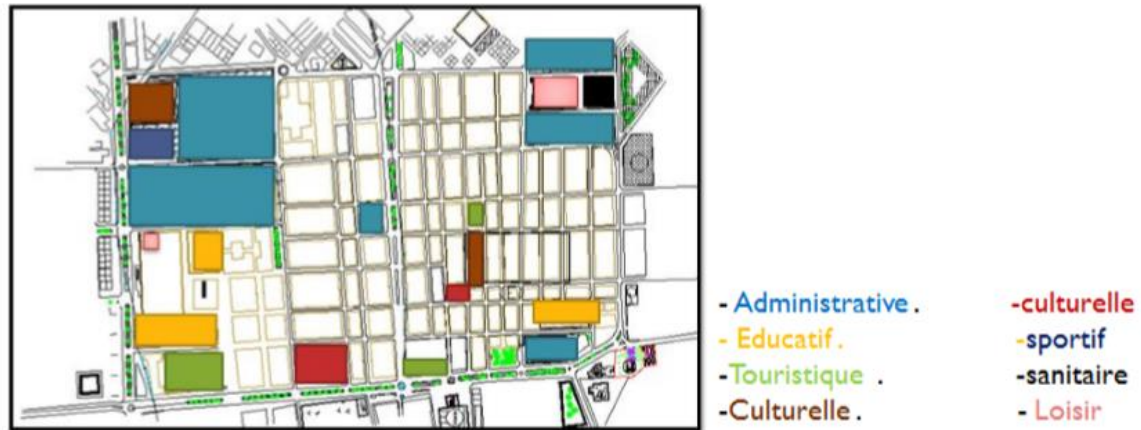 - Administrative .
- Educatif .
-Touristique .
-Culturelle .
-culturelle
-sportif
-sanitaire
- Loisir